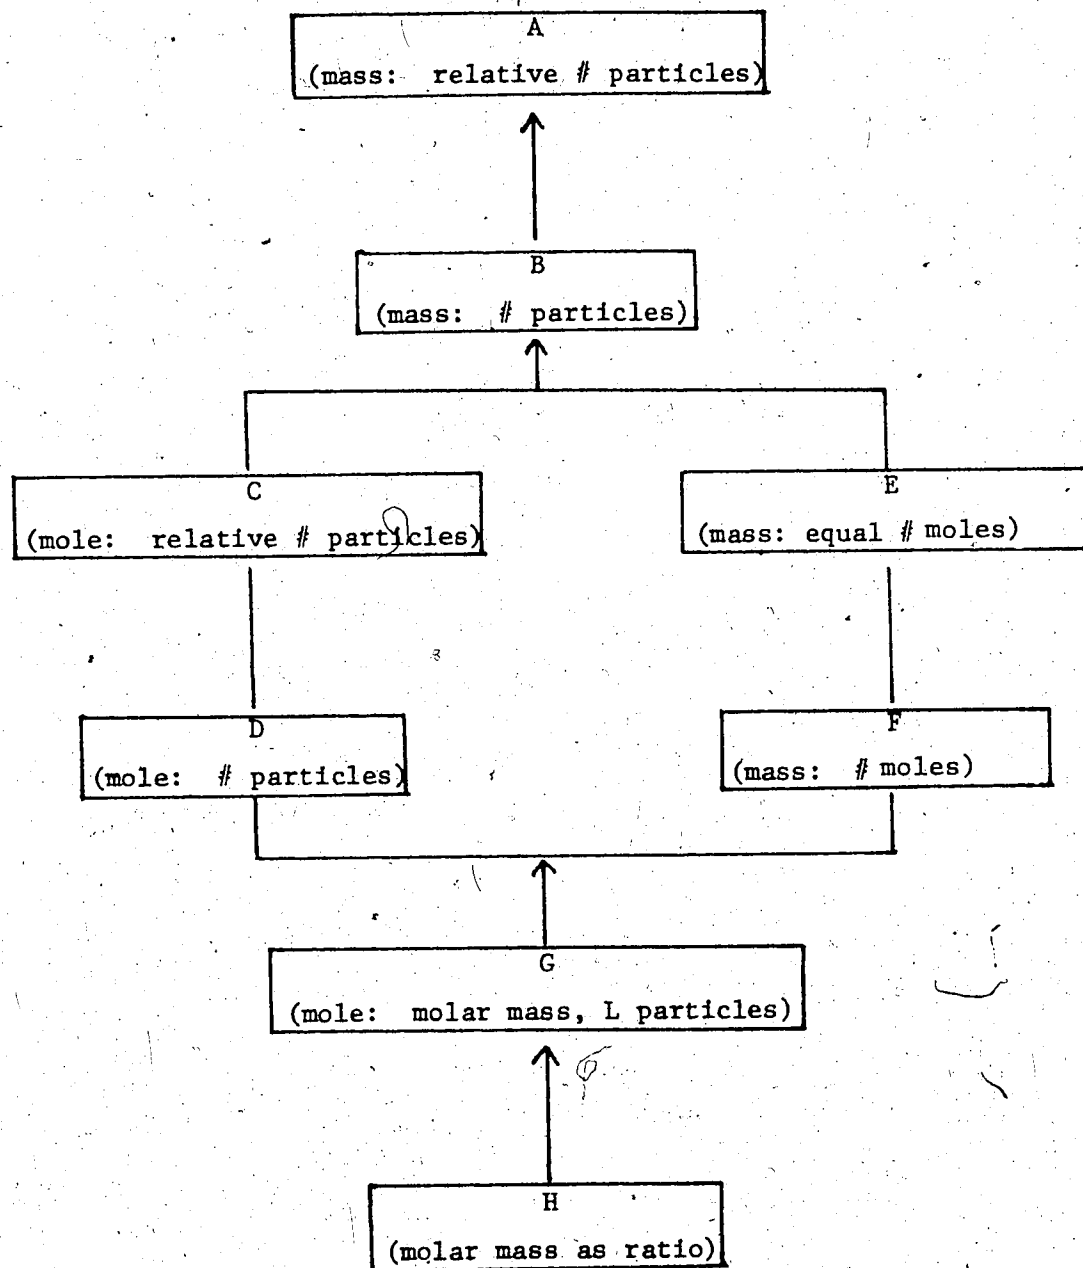 A
(mass: relative # particles)
B
(mass: # particles)
C
(mole: relative # particles)
E
(mass: equal # moles)
D
(mole: # particles)
F
(mass: # moles)
G
(mole: molar mass, L particles)
H
(molar mass as ratio)